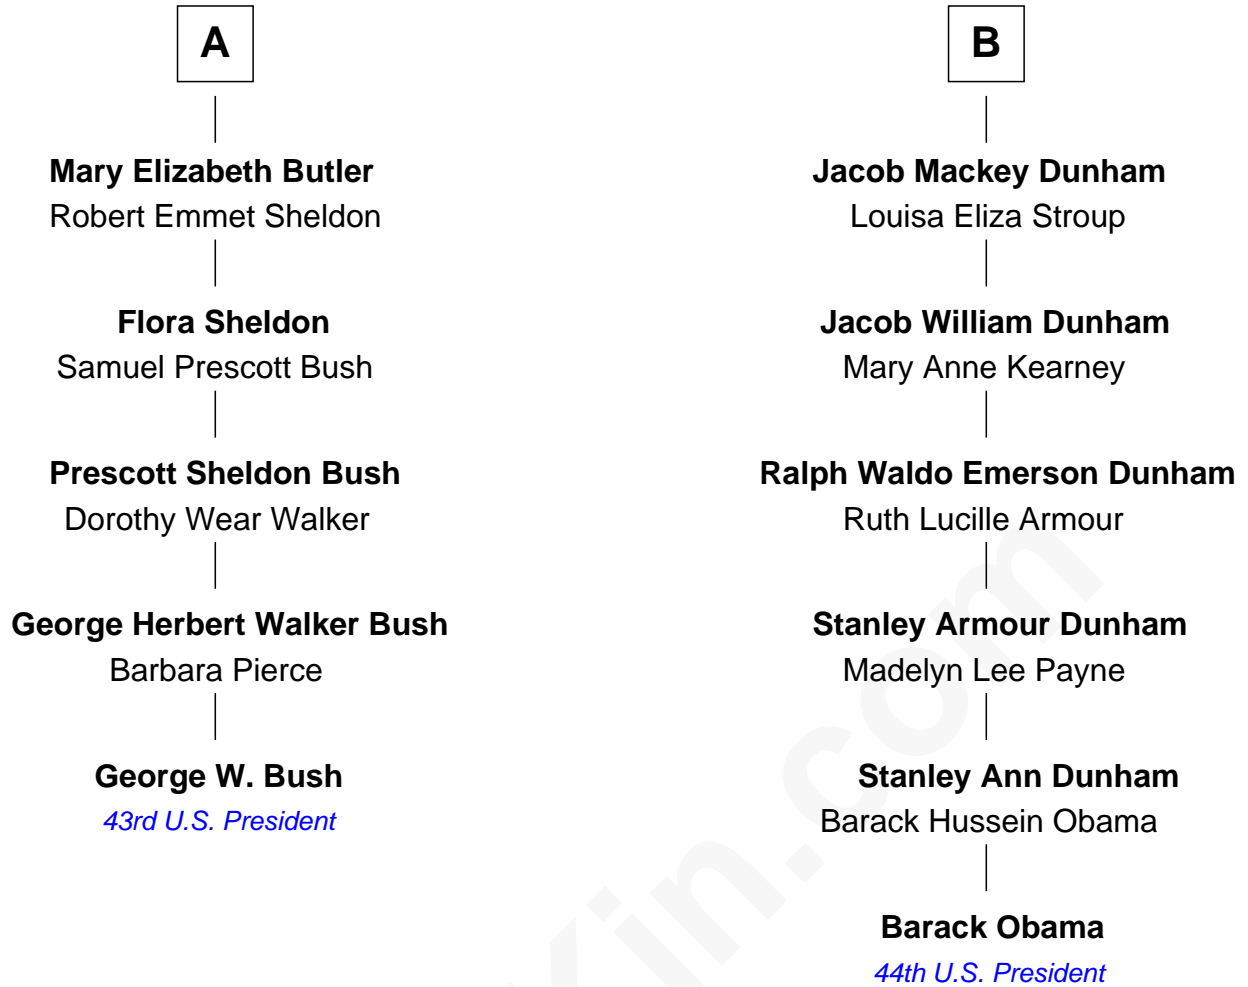 A
Mary Elizabeth Butler
Robert Emmet Sheldon
Flora Sheldon
Samuel Prescott Bush
Prescott Sheldon Bush
Dorothy Wear Walker
George Herbert Walker Bush
Barbara Pierce
George W. Bush
43rd U.S. President
B
Jacob Mackey Dunham
Louisa Eliza Stroup
Jacob William Dunham
Mary Anne Kearney
Ralph Waldo Emerson Dunham
Ruth Lucille Armour
Stanley Armour Dunham
Madelyn Lee Payne
Stanley Ann Dunham
Barack Hussein Obama
Barack Obama
44th U.S. President